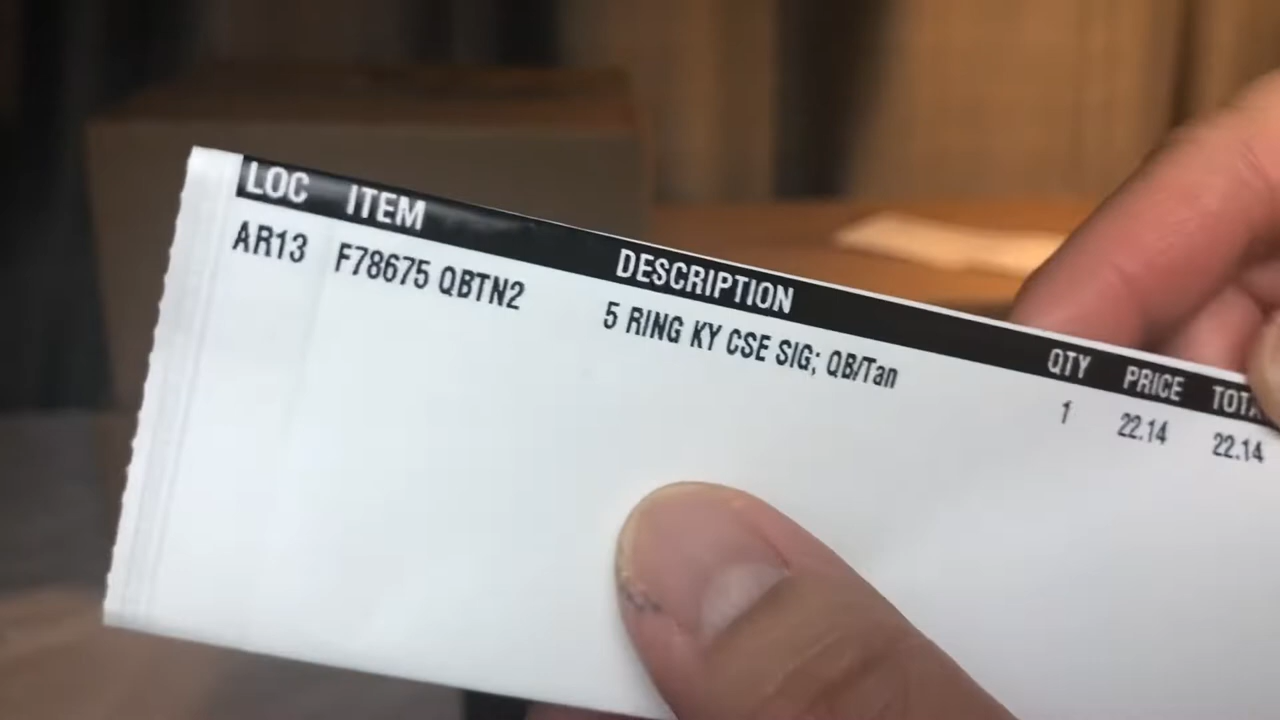 LOC ITEM DESCRIPTION QTY PRICE
AR13 F78675 QBTN2 5 RING KY CSE SIG; QB/Tan 1 22.14 22.14